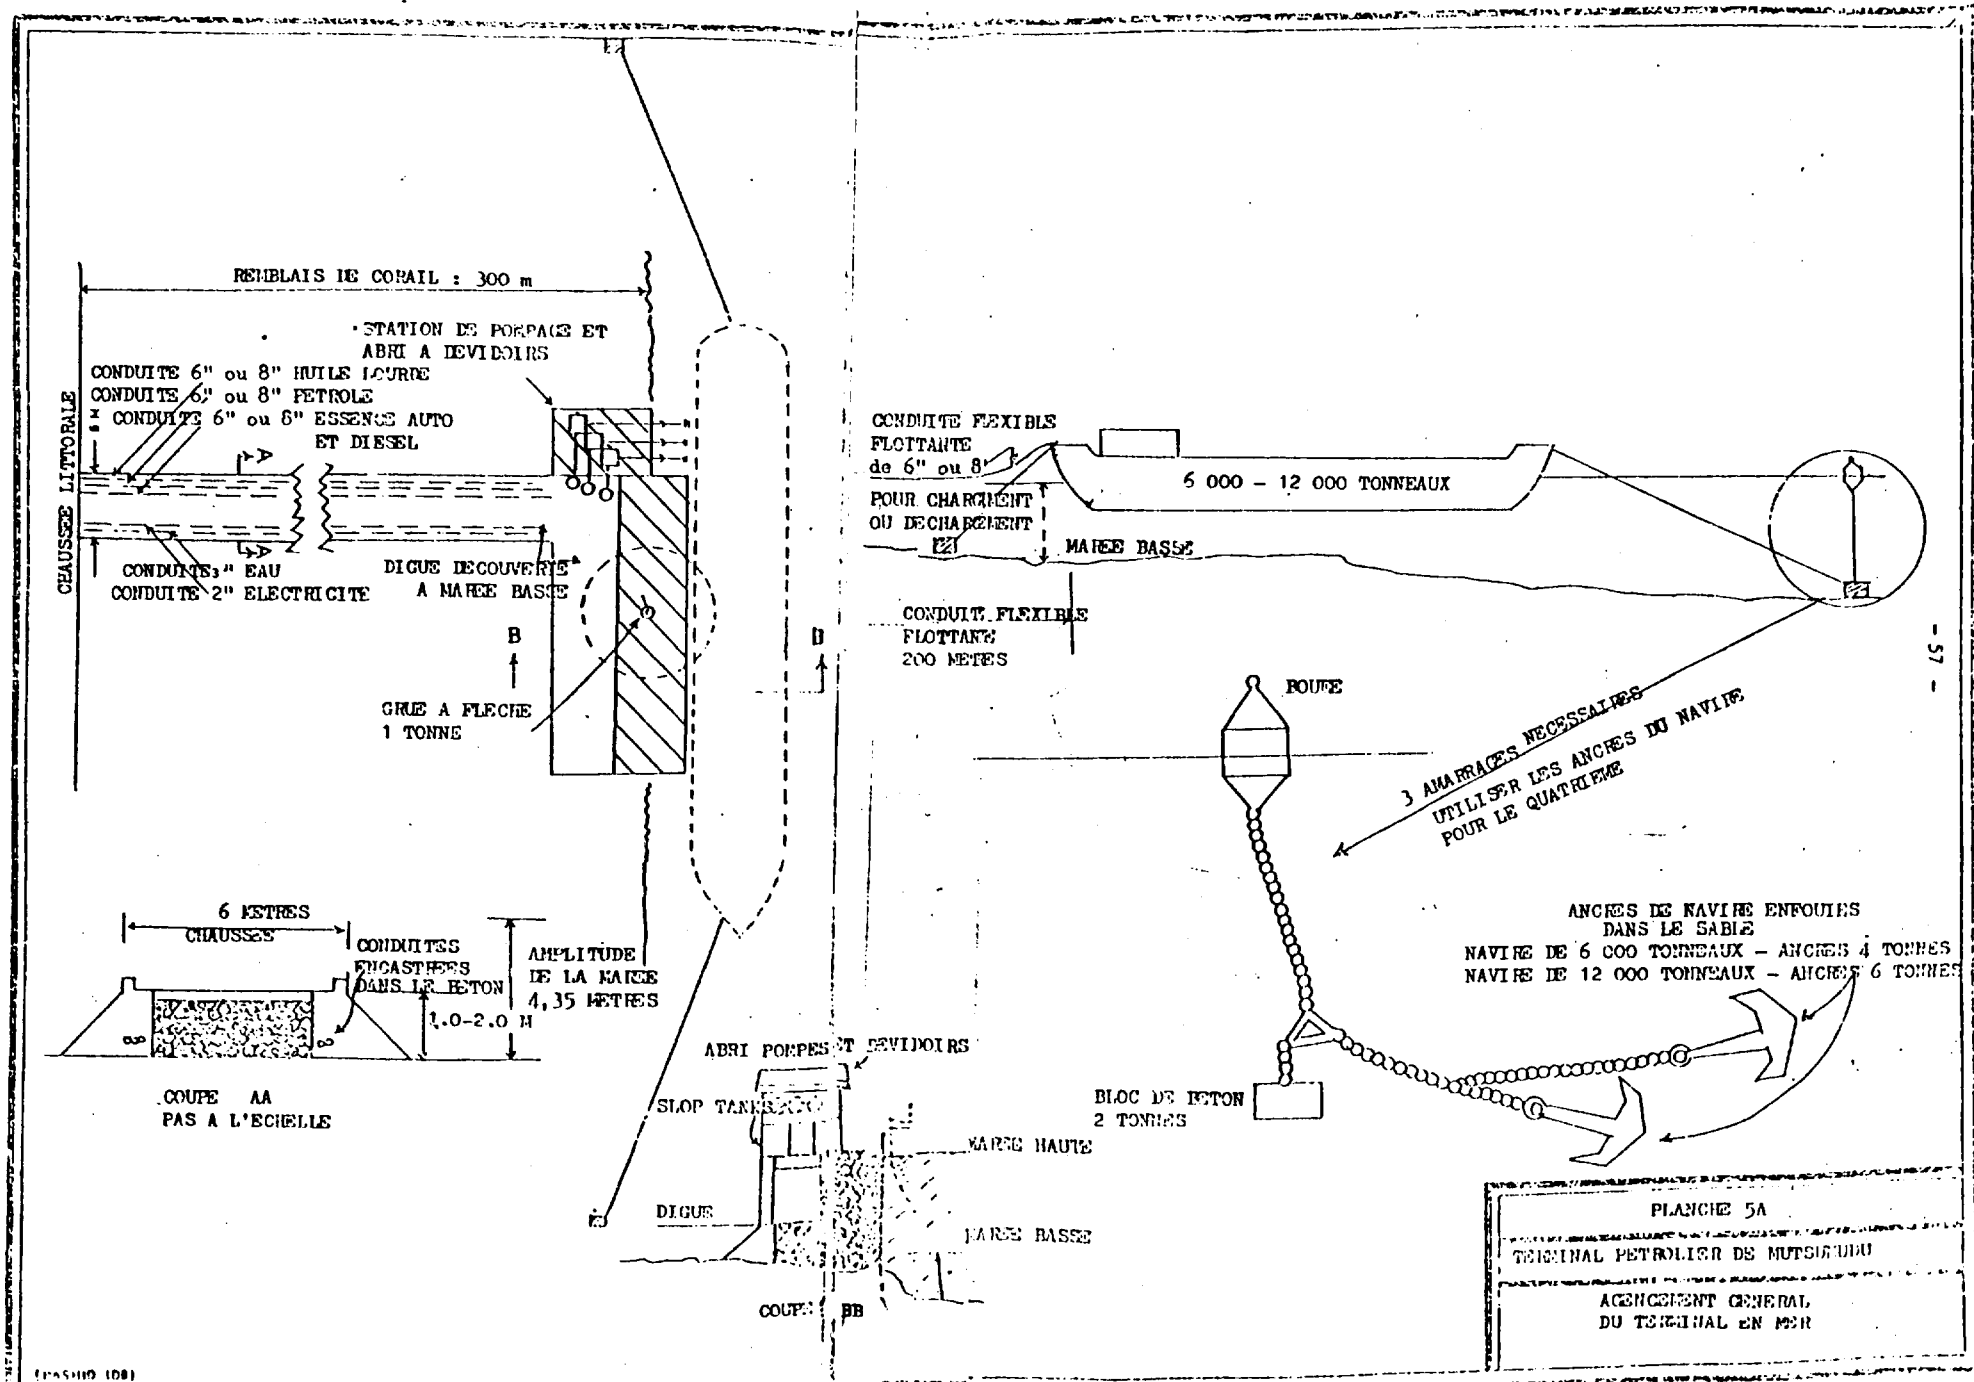 REMBLAIS DE CORAIL : 300 m
STATION DE POMPAGE ET
ABRI A DEVIDOIRS
CONDUITE 6" ou 8" HUILE LOURDE
CONDUITE 6" ou 8" PETROLE
CONDUITE 6" ou 8" ESSENCE AUTO
ET DIESEL
CHAUSSEE LITTORALE
A
A
CONDUITE 3" EAU
CONDUITE 2" ELECTRICITE
DIGUE DECOUVERTE
A MAREE BASSE
B
B
GRUE A FLECHE
1 TONNE
CONDUITE FLEXIBLE
FLOTTANTE
de 6" ou 8"
POUR CHARGMENT
OU DECHARGEMENT
6 000 - 12 000 TONNEAUX
MAREE BASSE
CONDUITE FLEXIBLE
FLOTTANTE
200 METRES
- 57 -
BOUEE
3 AMARRAGES NECESSAIRES
UTILISER LES ANCRES DU NAVIRE
POUR LE QUATRIEME
6 METRES
CHAUSSEE
CONDUITES
ENCASTREES
DANS LE BETON
1.0-2.0 M
AMPLITUDE
DE LA MAREE
4,35 METRES
COUPE AA
PAS A L'ECHELLE
ANCRES DE NAVIRE ENFOUIES
DANS LE SABLE
NAVIRE DE 6 000 TONNEAUX - ANCRES 4 TONNES
NAVIRE DE 12 000 TONNEAUX - ANCRES 6 TONNES
BLOC DE BETON
2 TONNES
ABRI POMPES ET DEVIDOIRS
SLOP TANKS
MAREE HAUTE
DIGUE
MAREE BASSE
COUPE BB
PLANCHE 5A
TERMINAL PETROLIER DE MUTSUMUDU
AGENCEMENT GENERAL
DU TERMINAL EN MER